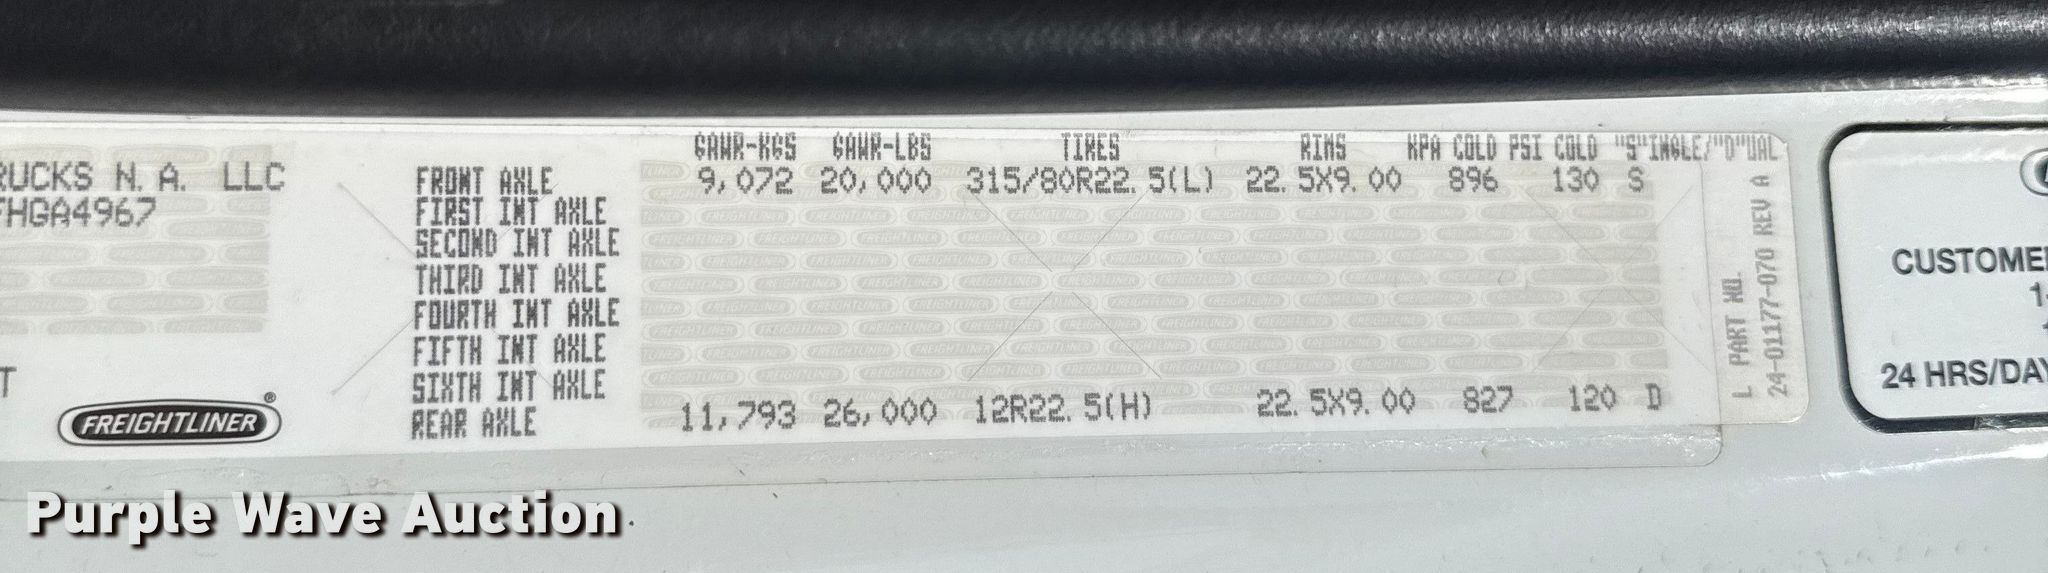 RUCKS N. A. LLC
FHGA4967
T
FREIGHTLINER®
GAWR-KGS GAWR-LBS TIRES RIMS KPA COLD PSI COLD "S"INGLE/"D"UAL
FRONT AXLE 9,072 20,000 315/80R22.5(L) 22.5X9.00 896 130 S
FIRST INT AXLE
SECOND INT AXLE
THIRD INT AXLE
FOURTH INT AXLE
FIFTH INT AXLE
SIXTH INT AXLE
REAR AXLE 11,793 26,000 12R22.5(H) 22.5X9.00 827 120 D
L PART NO.
24-01177-070 REV A
CUSTOME
1-
24 HRS/DAY
Purple Wave Auction